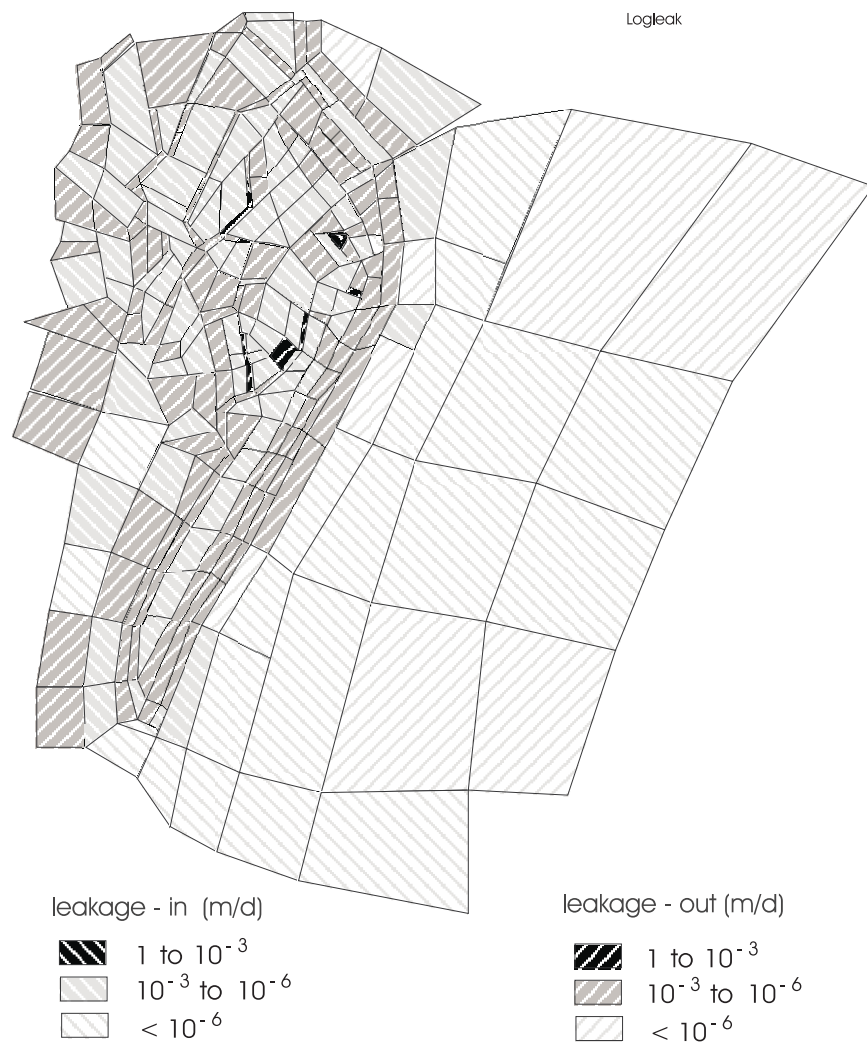 Logleak
leakage - in (m/d)
1 to 10⁻³
10⁻³ to 10⁻⁶
< 10⁻⁶
leakage - out (m/d)
1 to 10⁻³
10⁻³ to 10⁻⁶
< 10⁻⁶